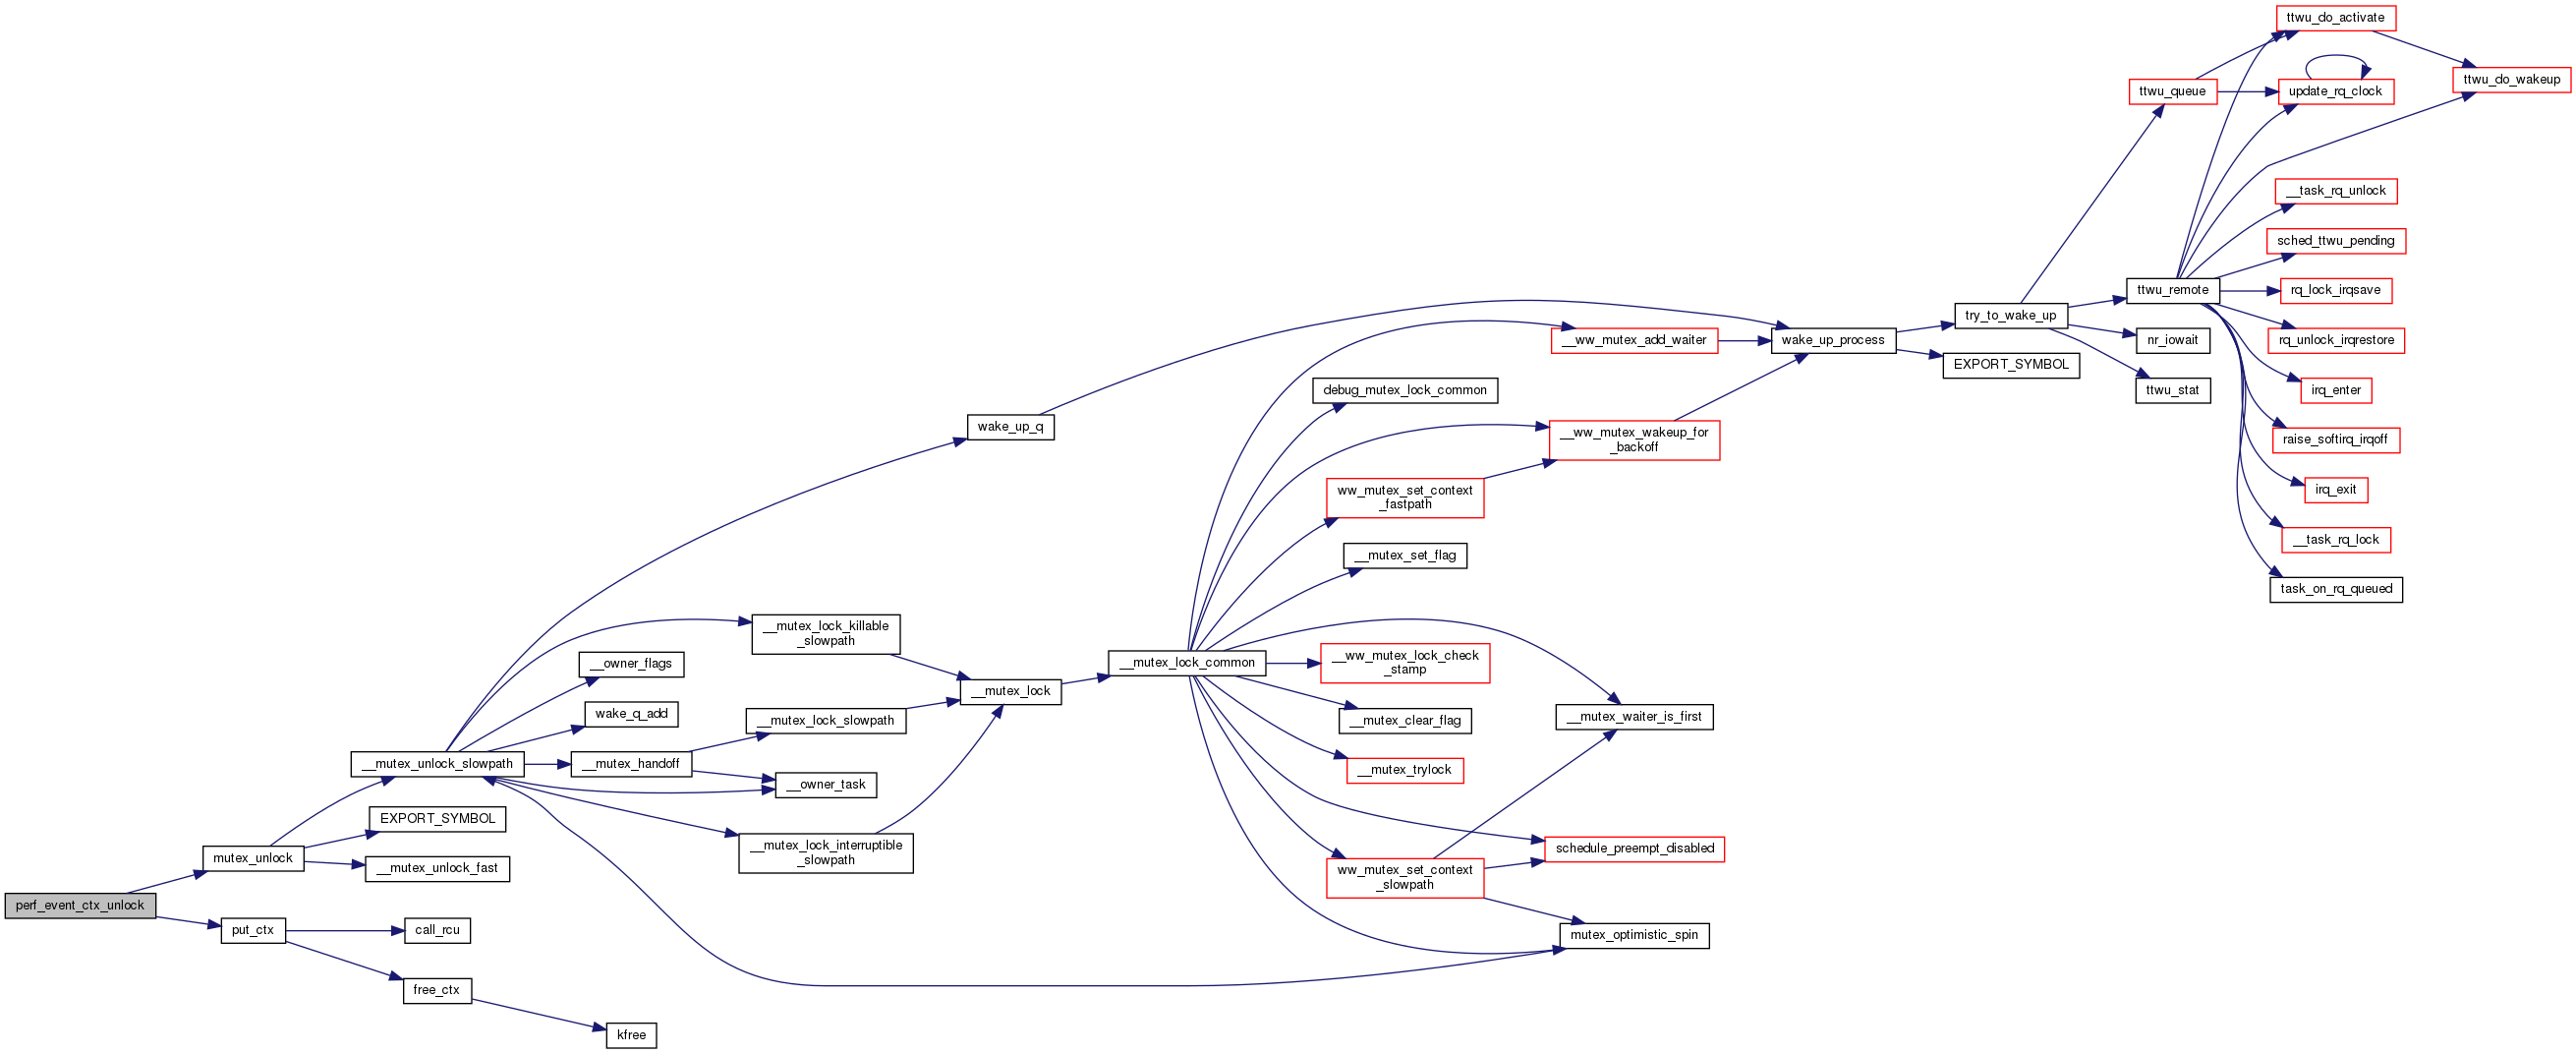 ttwu_do_activate
ttwu_queue
update_rq_clock
ttwu_do_wakeup
__task_rq_unlock
sched_ttwu_pending
ttwu_remote
rq_lock_irqsave
try_to_wake_up
__ww_mutex_add_waiter
wake_up_process
nr_iowait
rq_unlock_irqrestore
EXPORT_SYMBOL
debug_mutex_lock_common
ttwu_stat
irq_enter
wake_up_q
__ww_mutex_wakeup_for
_backoff
raise_softirq_irqoff
ww_mutex_set_context
_fastpath
irq_exit
__mutex_set_flag
__task_rq_lock
task_on_rq_queued
__mutex_lock_killable
_slowpath
__owner_flags
__mutex_lock_common
__ww_mutex_lock_check
_stamp
__mutex_lock
wake_q_add
__mutex_lock_slowpath
__mutex_clear_flag
__mutex_waiter_is_first
__mutex_unlock_slowpath
__mutex_handoff
__mutex_trylock
__owner_task
EXPORT_SYMBOL
__mutex_lock_interruptible
_slowpath
schedule_preempt_disabled
mutex_unlock
__mutex_unlock_fast
ww_mutex_set_context
_slowpath
perf_event_ctx_unlock
put_ctx
call_rcu
mutex_optimistic_spin
free_ctx
kfree